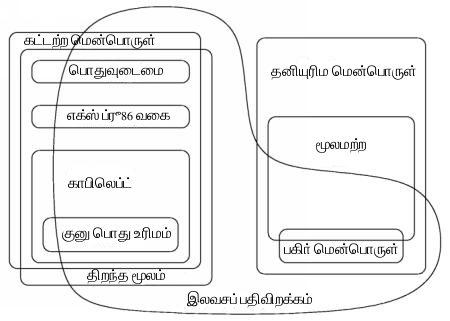 கட்டற்ற மென்பொருள்
பொதுவுடைமை
எக்ஸ் ப்ரீ86 வகை
காபிலெப்ட்
குனு பொது உரிமம்
திறந்த மூலம்
தனியுரிம மென்பொருள்
மூலமற்ற
பகிர் மென்பொருள்
இலவசப் பதிவிறக்கம்